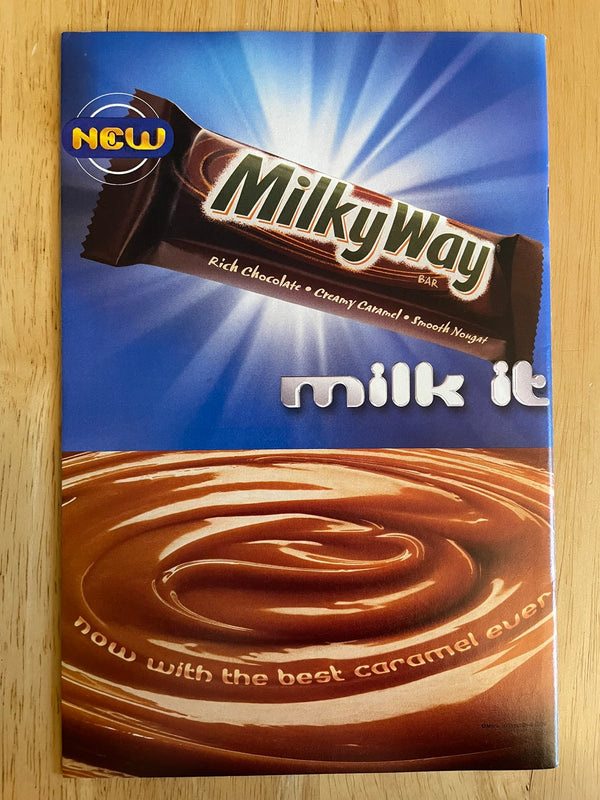 NEW
MilkyWay
BAR
Rich Chocolate • Creamy Caramel • Smooth Nougat
milk it
now with the best caramel ever